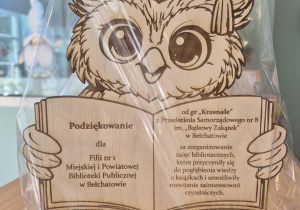 Podziękowanie
dla
Filii nr 1
Miejskiej i Powiatowej
Biblioteki Publicznej
w Bełchatowie
od gr „Krasnale”
z Przedszkola Samorządowego nr 8
im. „Bajkowy Zakątek”
w Bełchatowie
za zorganizowanie
zajęć bibliotecznych,
które przyczyniły się
do pogłębienia wiedzy
o książkach i umożliwiły
rozwijanie zainteresowań
czytelniczych.